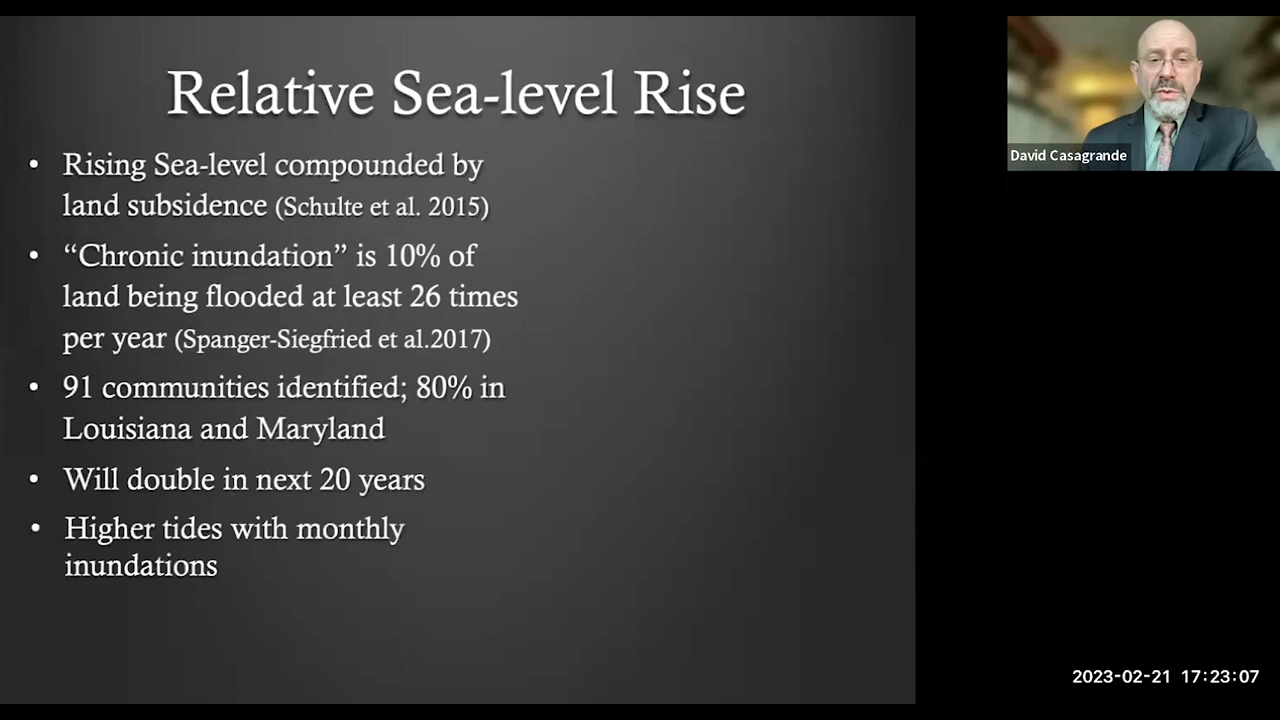 Relative Sea-level Rise
• Rising Sea-level compounded by
land subsidence (Schulte et al. 2015)
• “Chronic inundation” is 10% of
land being flooded at least 26 times
per year (Spanger-Siegfried et al.2017)
• 91 communities identified; 80% in
Louisiana and Maryland
• Will double in next 20 years
• Higher tides with monthly
inundations
David Casagrande
2023-02-21 17:23:07